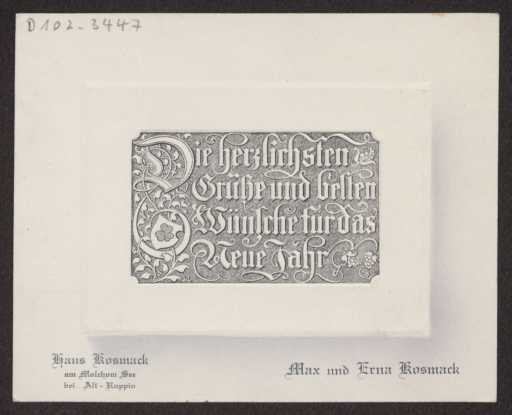 D102-3447
Die herzlichsten
Grüße und besten
Wünsche für das
Neue Jahr
Haus Kosmack
am Molchow See
bei Alt-Ruppin
Max und Erna Kosmack